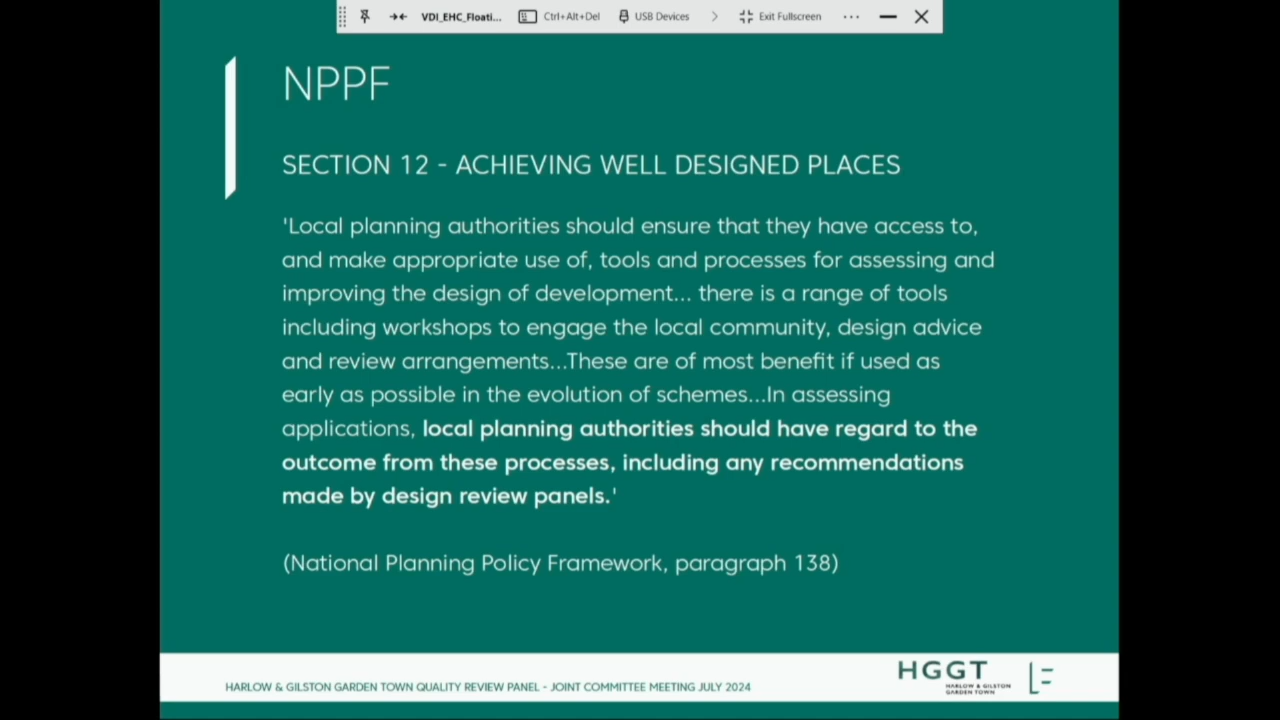 VDI_EHC_Floati... Ctrl+Alt+Del USB Devices Exit Fullscreen
NPPF
SECTION 12 - ACHIEVING WELL DESIGNED PLACES
'Local planning authorities should ensure that they have access to,
and make appropriate use of, tools and processes for assessing and
improving the design of development... there is a range of tools
including workshops to engage the local community, design advice
and review arrangements...These are of most benefit if used as
early as possible in the evolution of schemes...In assessing
applications, local planning authorities should have regard to the
outcome from these processes, including any recommendations
made by design review panels.'
(National Planning Policy Framework, paragraph 138)
HARLOW & GILSTON GARDEN TOWN QUALITY REVIEW PANEL - JOINT COMMITTEE MEETING JULY 2024
HGGT
HARLOW & GILSTON
GARDEN TOWN